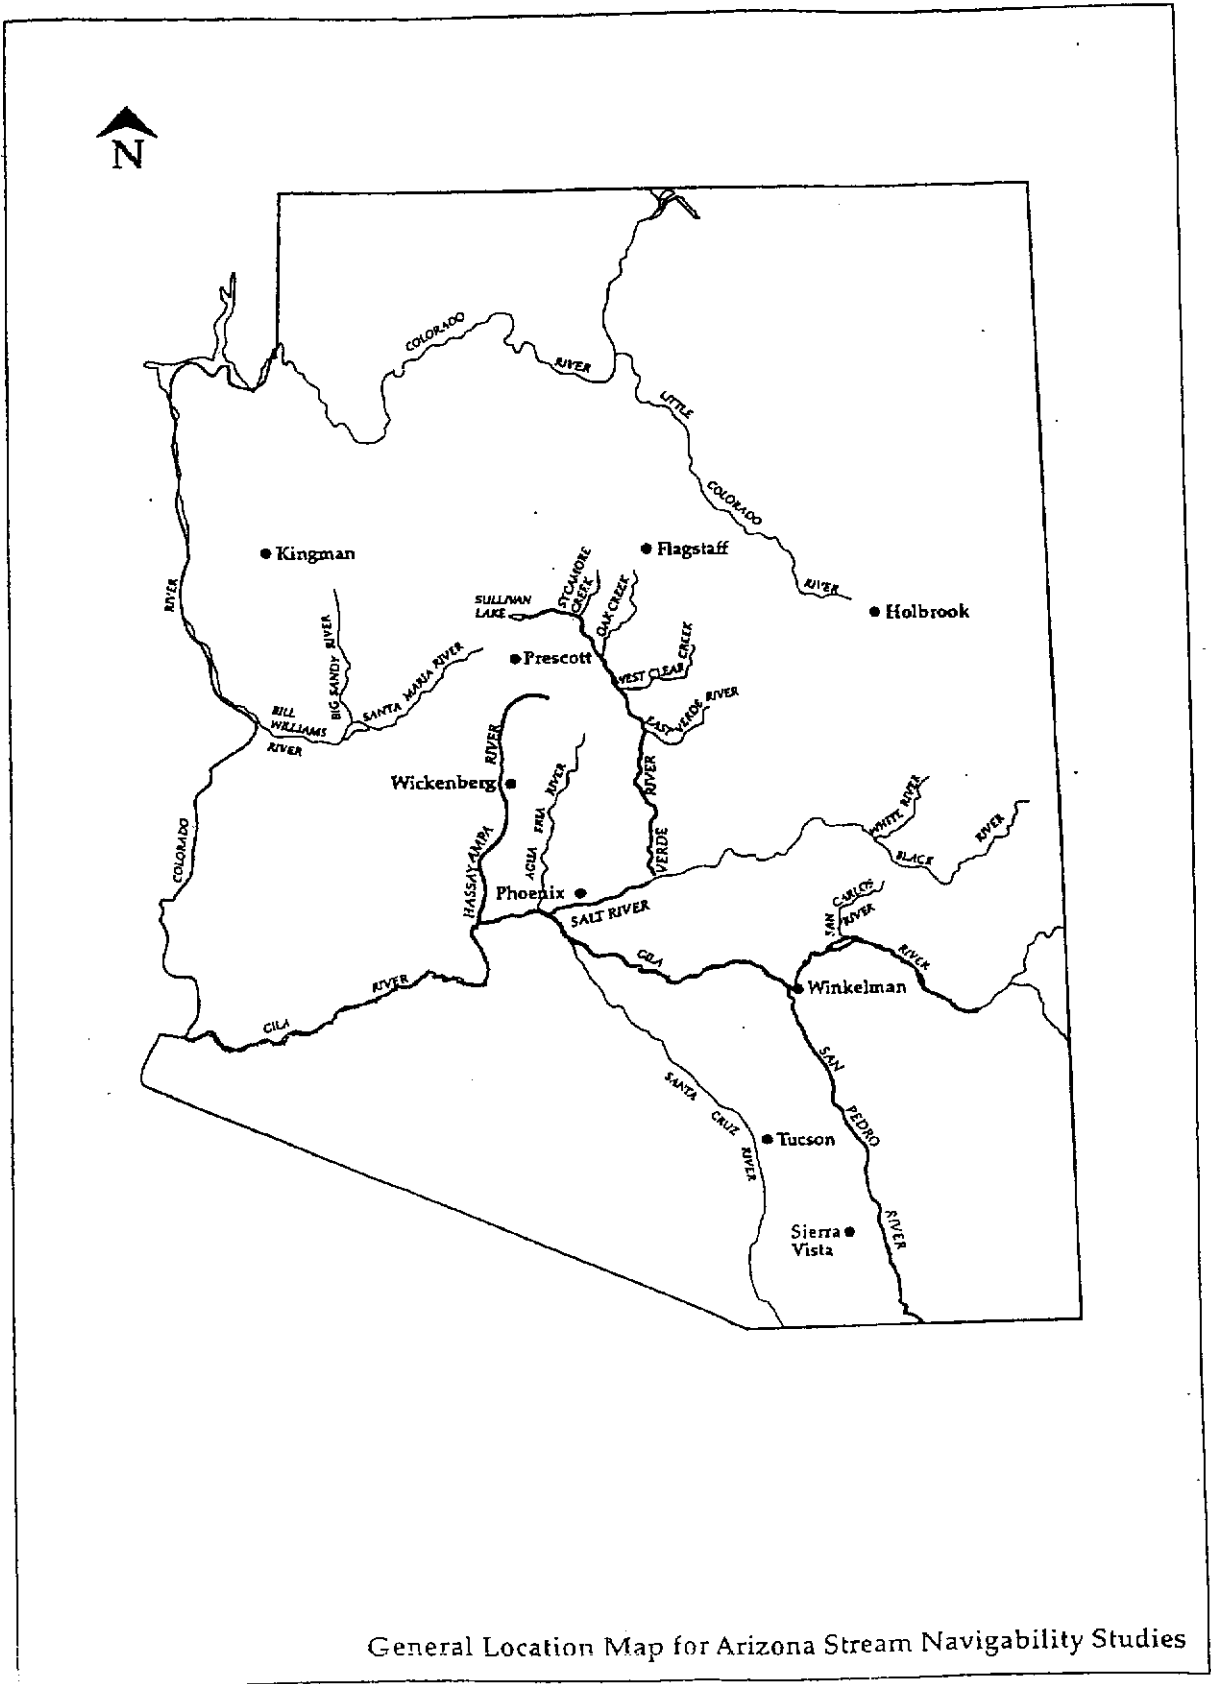 N
COLORADO
RIVER
LITTLE
COLORADO
RIVER
Kingman
Flagstaff
Holbrook
RIVER
SYCAMORE
CREEK
OAK CREEK
SULLIVAN
LAKE
Prescott
WEST CLEAR CREEK
BIG SANDY RIVER
SANTA MARIA RIVER
BILL
WILLIAMS
RIVER
EAST VERDE RIVER
RIVER
VERDE
Wickenberg
RIVER
HASSAYAMPA
AGUA FRIA RIVER
WHITE RIVER
BLACK
RIVER
COLORADO
Phoenix
SALT RIVER
SAN CARLOS
RIVER
GILA
RIVER
Winkelman
GILA
RIVER
SAN
PEDRO
RIVER
SANTA
CRUZ
RIVER
Tucson
Sierra
Vista
General Location Map for Arizona Stream Navigability Studies